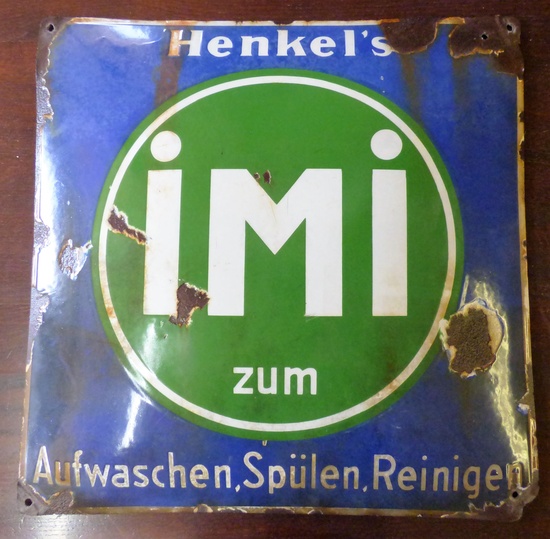 Henkel's
iMi
zum
Aufwaschen, Spülen, Reinigen